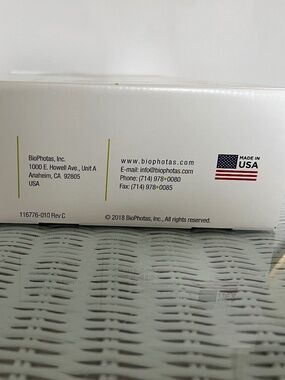 BioPhotas, Inc.
1000 E. Howell Ave., Unit A
Anaheim, CA 92805
USA
www.biophotas.com
E-mail: info@biophotas.com
Phone: (714) 978•0080
Fax: (714) 978•0085
MADE IN
USA
116776-010 Rev C
© 2018 BioPhotas, Inc., All rights reserved.